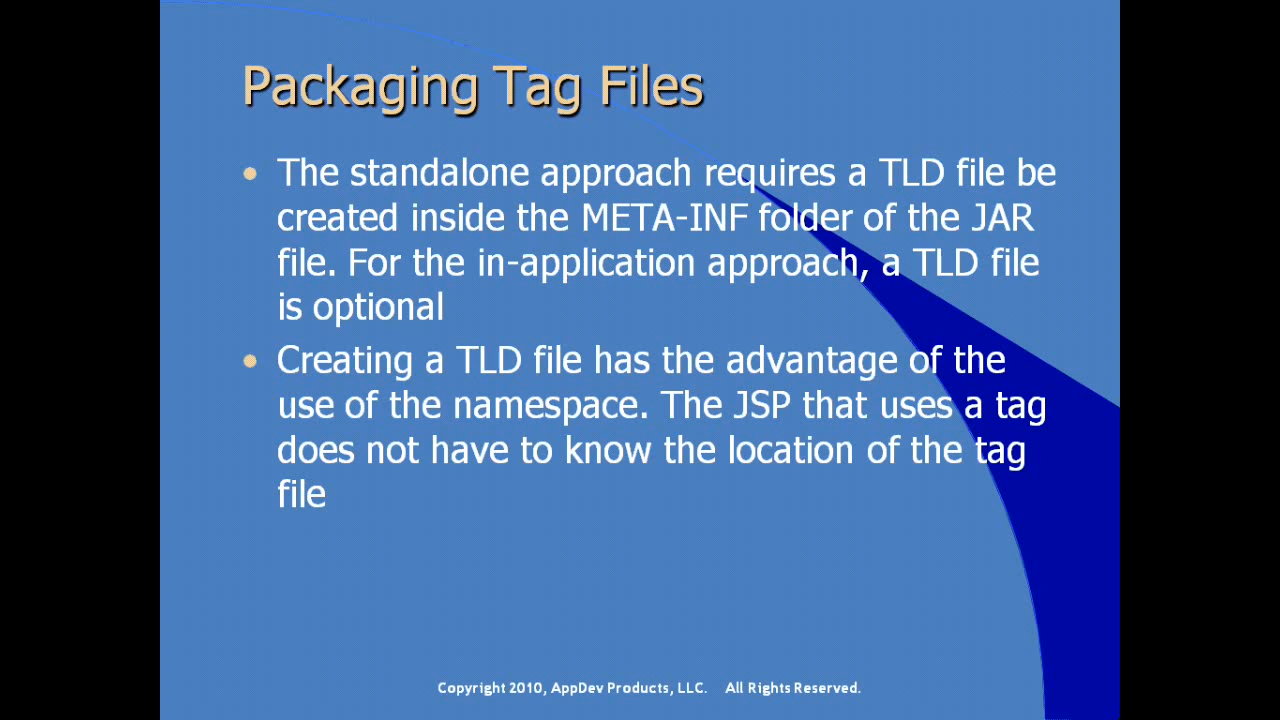 Packaging Tag Files
• The standalone approach requires a TLD file be
created inside the META-INF folder of the JAR
file. For the in-application approach, a TLD file
is optional
• Creating a TLD file has the advantage of the
use of the namespace. The JSP that uses a tag
does not have to know the location of the tag
file
Copyright 2010, AppDev Products, LLC. All Rights Reserved.